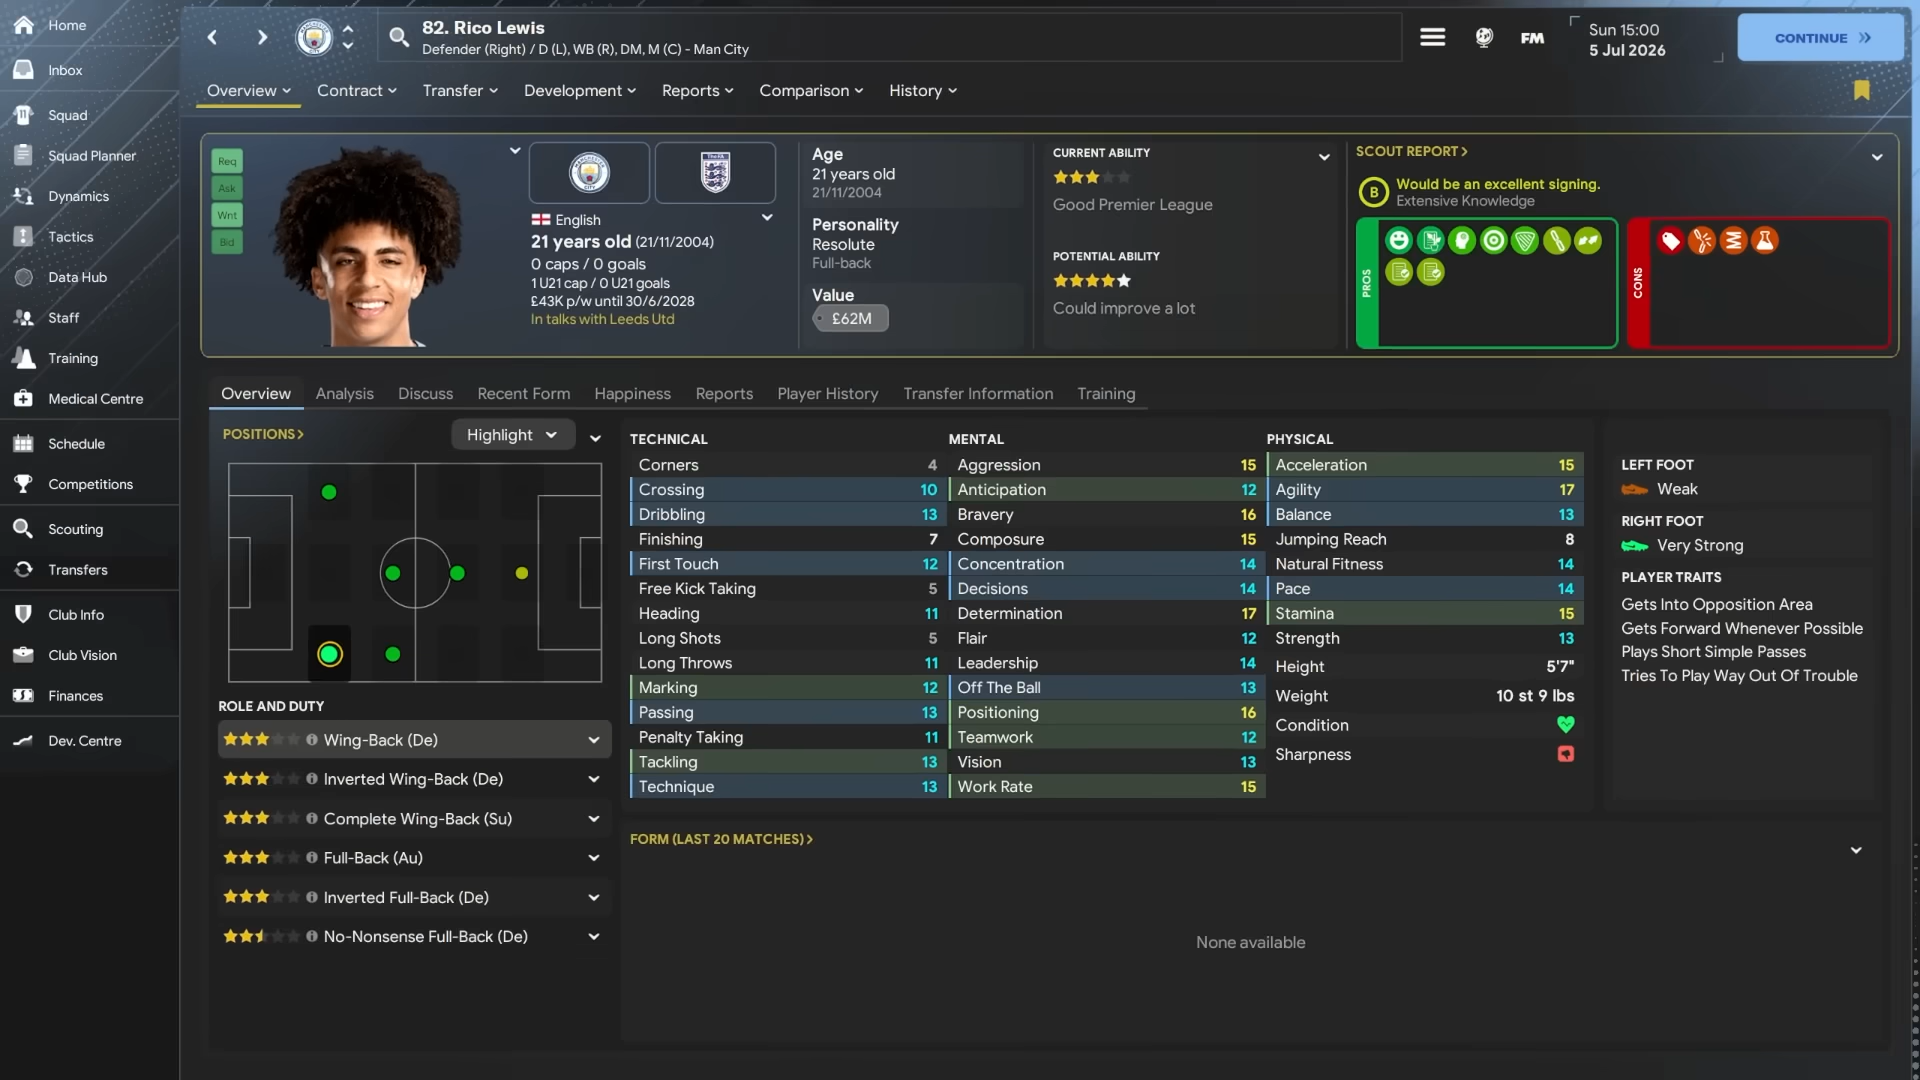 Home
Inbox
Squad
Squad Planner
Dynamics
Tactics
Data Hub
Staff
Training
Medical Centre
Schedule
Competitions
Scouting
Transfers
Club Info
Club Vision
Finances
Dev. Centre
82. Rico Lewis
Defender (Right) / D (L), WB (R), DM, M (C) - Man City
FM
Sun 15:00
5 Jul 2026
CONTINUE
Overview
Contract
Transfer
Development
Reports
Comparison
History
Req
Ask
Wnt
Bid
English
21 years old (21/11/2004)
0 caps / 0 goals
1 U21 cap / 0 U21 goals
£43K p/w until 30/6/2028
In talks with Leeds Utd
Age
21 years old
21/11/2004
Personality
Resolute
Full-back
Value
£62M
CURRENT ABILITY
Good Premier League
POTENTIAL ABILITY
Could improve a lot
SCOUT REPORT >
B
Would be an excellent signing.
Extensive Knowledge
PROS
CONS
Overview
Analysis
Discuss
Recent Form
Happiness
Reports
Player History
Transfer Information
Training
POSITIONS >
Highlight
ROLE AND DUTY
Wing-Back (De)
Inverted Wing-Back (De)
Complete Wing-Back (Su)
Full-Back (Au)
Inverted Full-Back (De)
No-Nonsense Full-Back (De)
TECHNICAL
Corners 4
Crossing 10
Dribbling 13
Finishing 7
First Touch 12
Free Kick Taking 5
Heading 11
Long Shots 5
Long Throws 11
Marking 12
Passing 13
Penalty Taking 11
Tackling 13
Technique 13
MENTAL
Aggression 15
Anticipation 12
Bravery 16
Composure 15
Concentration 14
Decisions 14
Determination 17
Flair 12
Leadership 14
Off The Ball 13
Positioning 16
Teamwork 12
Vision 13
Work Rate 15
PHYSICAL
Acceleration 15
Agility 17
Balance 13
Jumping Reach 8
Natural Fitness 14
Pace 14
Stamina 15
Strength 13
Height 5'7"
Weight 10 st 9 lbs
Condition
Sharpness
LEFT FOOT
Weak
RIGHT FOOT
Very Strong
PLAYER TRAITS
Gets Into Opposition Area
Gets Forward Whenever Possible
Plays Short Simple Passes
Tries To Play Way Out Of Trouble
FORM (LAST 20 MATCHES) >
None available